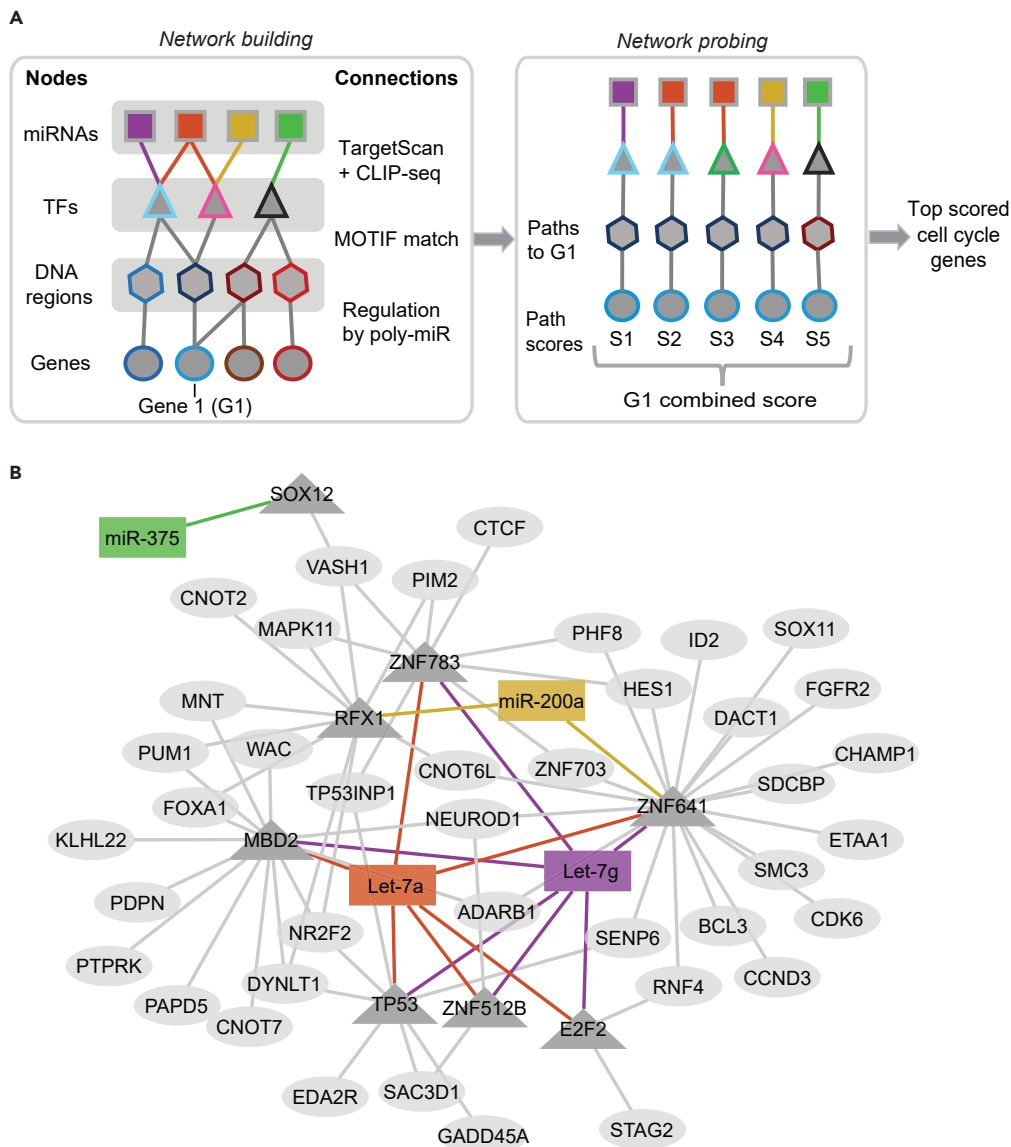 A
Network building
Network probing
Nodes
Connections
miRNAs
TargetScan
+ CLIP-seq
TFs
MOTIF match
DNA
regions
Regulation
by poly-miR
Genes
Gene 1 (G1)
Paths
to G1
Path
scores
S1 S2 S3 S4 S5
G1 combined score
Top scored
cell cycle
genes
B
SOX12
miR-375
CTCF
VASH1
PIM2
CNOT2
MAPK11
PHF8
ID2
SOX11
ZNF783
HES1
FGFR2
MNT
RFX1
miR-200a
DACT1
PUM1
WAC
CHAMP1
CNOT6L
ZNF703
SDCBP
FOXA1
TP53INP1
ZNF641
NEUROD1
KLHL22
MBD2
ETAA1
Let-7a
Let-7g
SMC3
PDPN
ADARB1
CDK6
NR2F2
SENP6
BCL3
PTPRK
CCND3
DYNLT1
RNF4
PAPD5
TP53
ZNF512B
CNOT7
E2F2
EDA2R
SAC3D1
STAG2
GADD45A